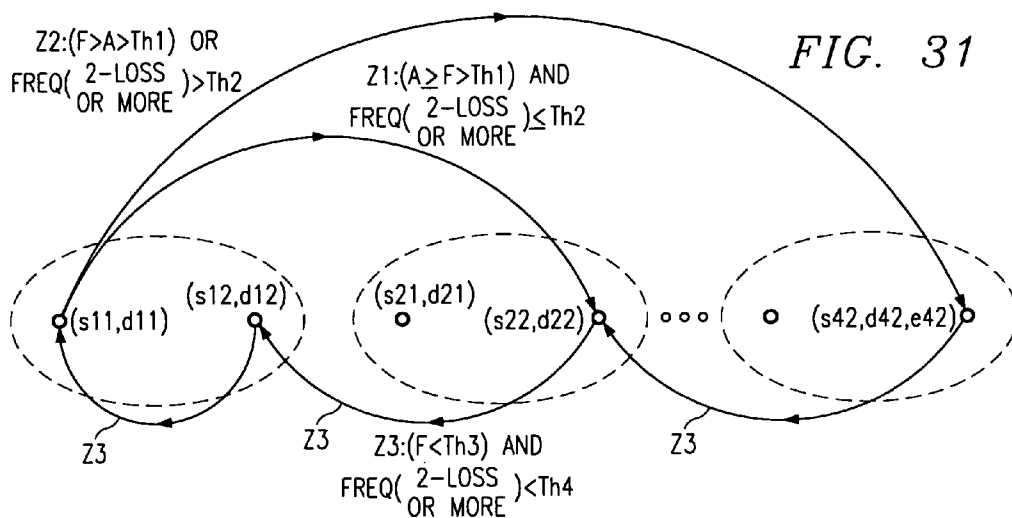 FIG. 31
Z2:(F>A>Th1) OR
FREQ( 2-LOSS OR MORE )>Th2
Z1:(A≥F>Th1) AND
FREQ( 2-LOSS OR MORE )≤Th2
(s11,d11)
(s12,d12)
(s21,d21)
(s22,d22)
(s42,d42,e42)
Z3
Z3
Z3
Z3:(F<Th3) AND
FREQ( 2-LOSS OR MORE )<Th4